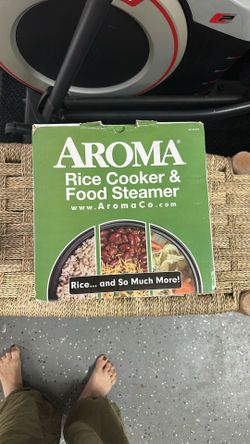 AROMA®
Rice Cooker &
Food Steamer
www.AromaCo.com
Rice... and So Much More!